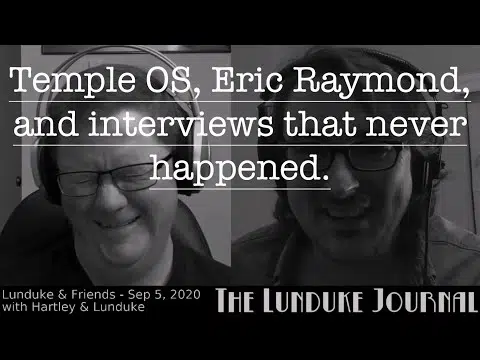 Temple OS, Eric Raymond,
and interviews that never
happened.
Lunduke & Friends - Sep 5, 2020
with Hartley & Lunduke
THE LUNDUKE JOURNAL